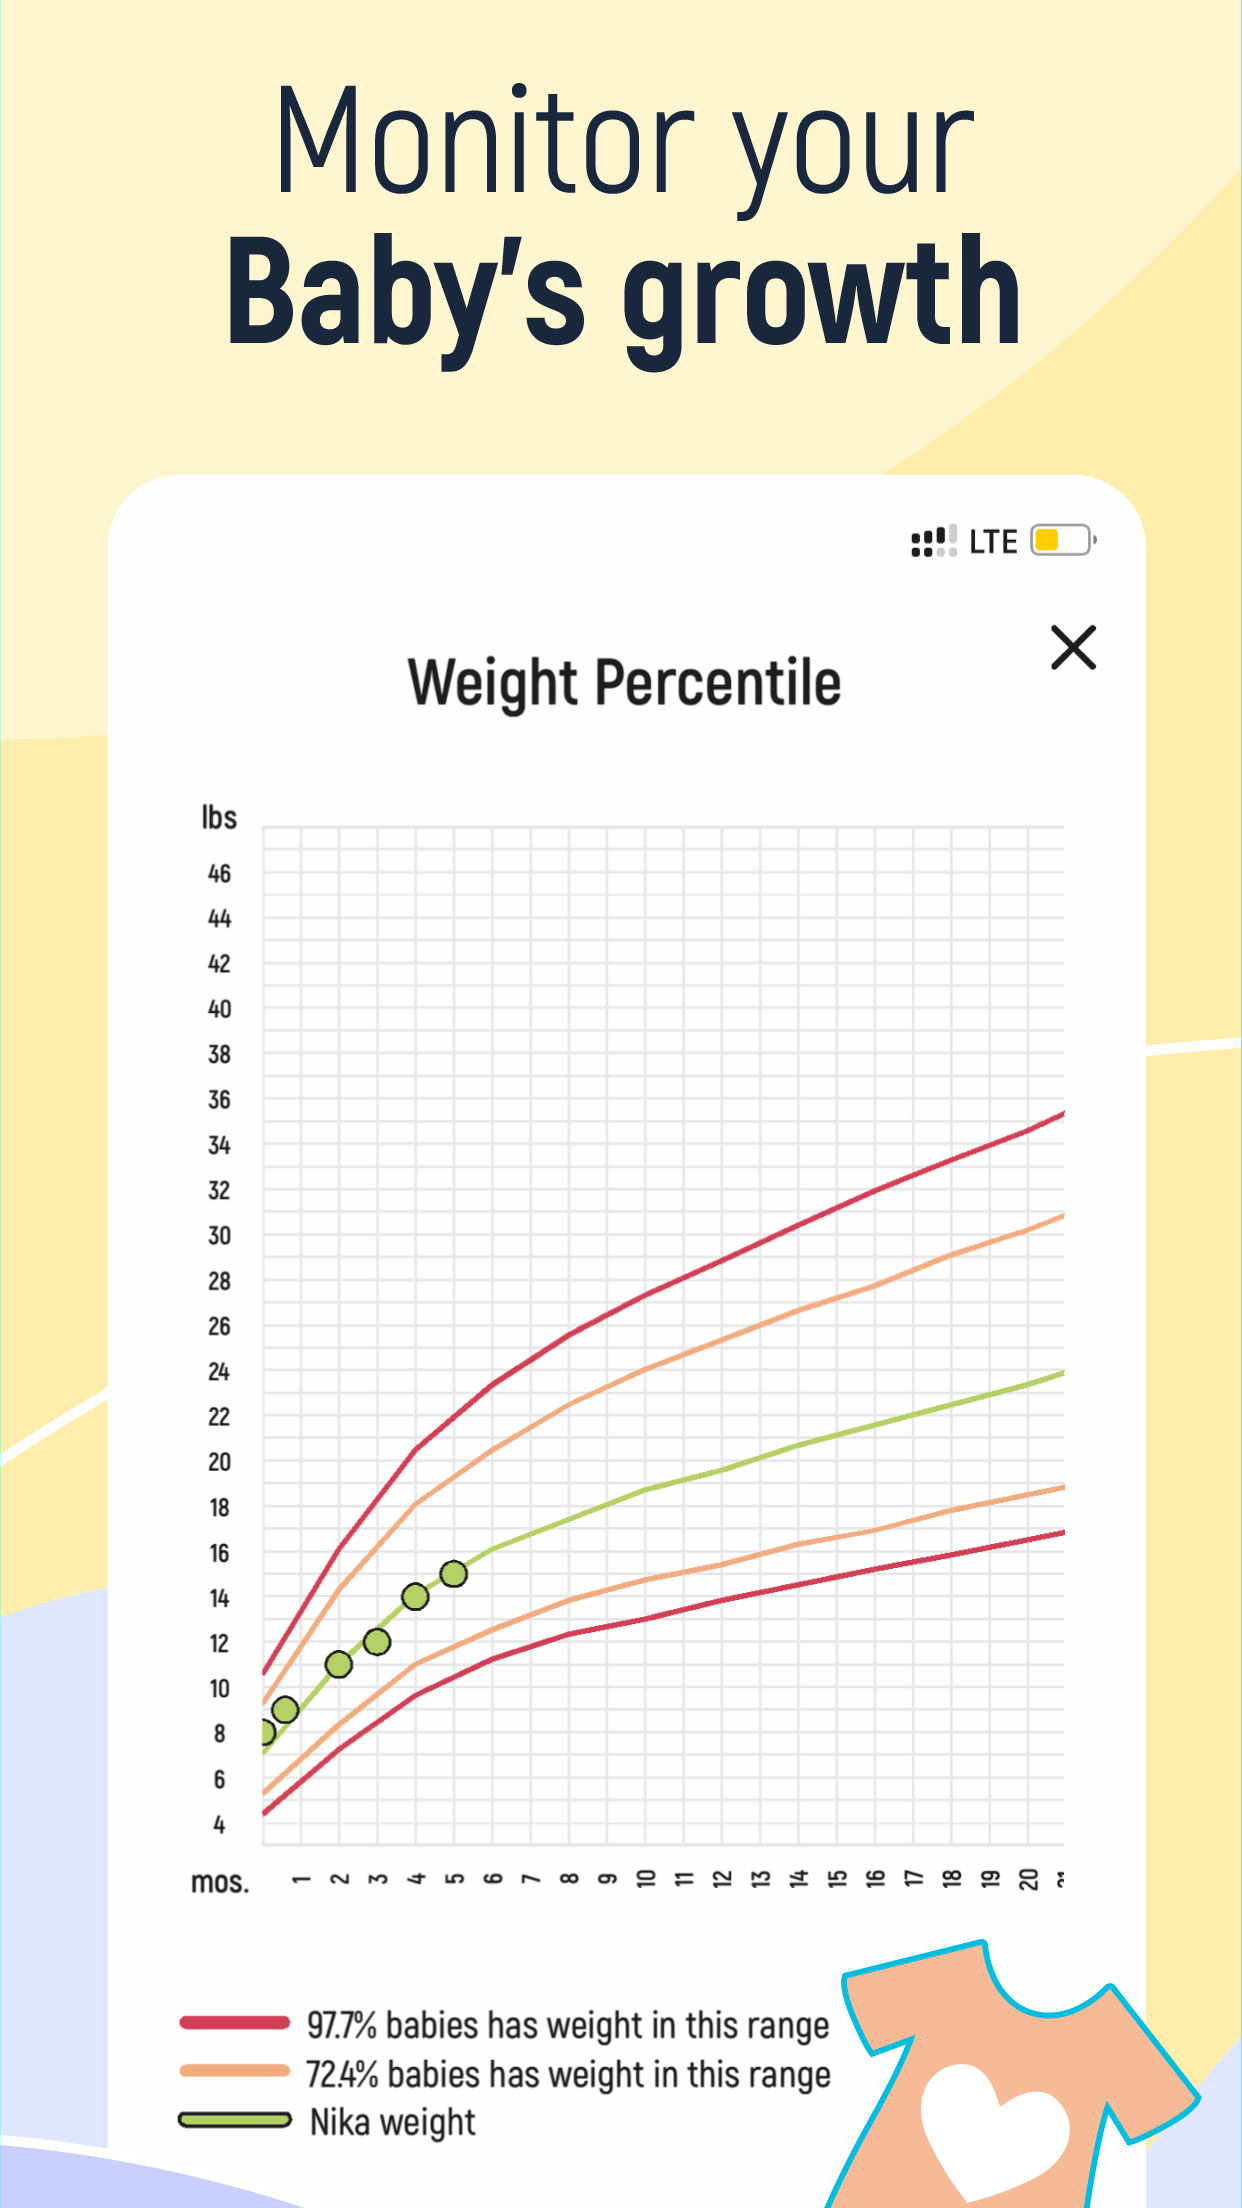 Monitor your
Baby's growth
LTE
Weight Percentile
lbs
46
44
42
40
38
36
34
32
30
28
26
24
22
20
18
16
14
12
10
8
6
4
mos. 1 2 3 4 5 6 7 8 9 10 11 12 13 14 15 16 17 18 19 20
97.7% babies has weight in this range
72.4% babies has weight in this range
Nika weight